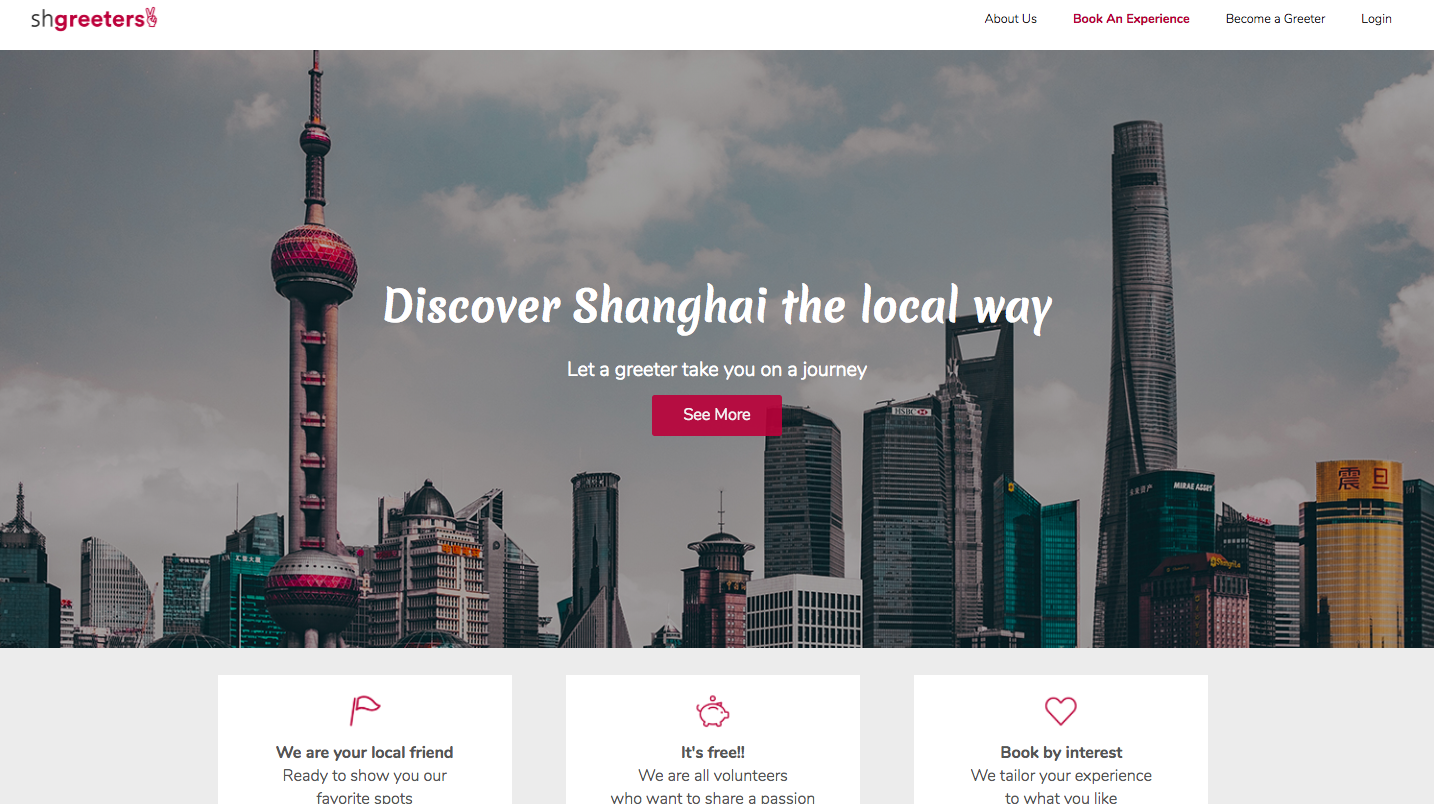 shgreeters
About Us
Book An Experience
Become a Greeter
Login
Discover Shanghai the local way
Let a greeter take you on a journey
See More
HSBC
MIRAE ASSET
震旦
We are your local friend
Ready to show you our
favorite spots
It's free!!
We are all volunteers
who want to share a passion
Book by interest
We tailor your experience
to what you like